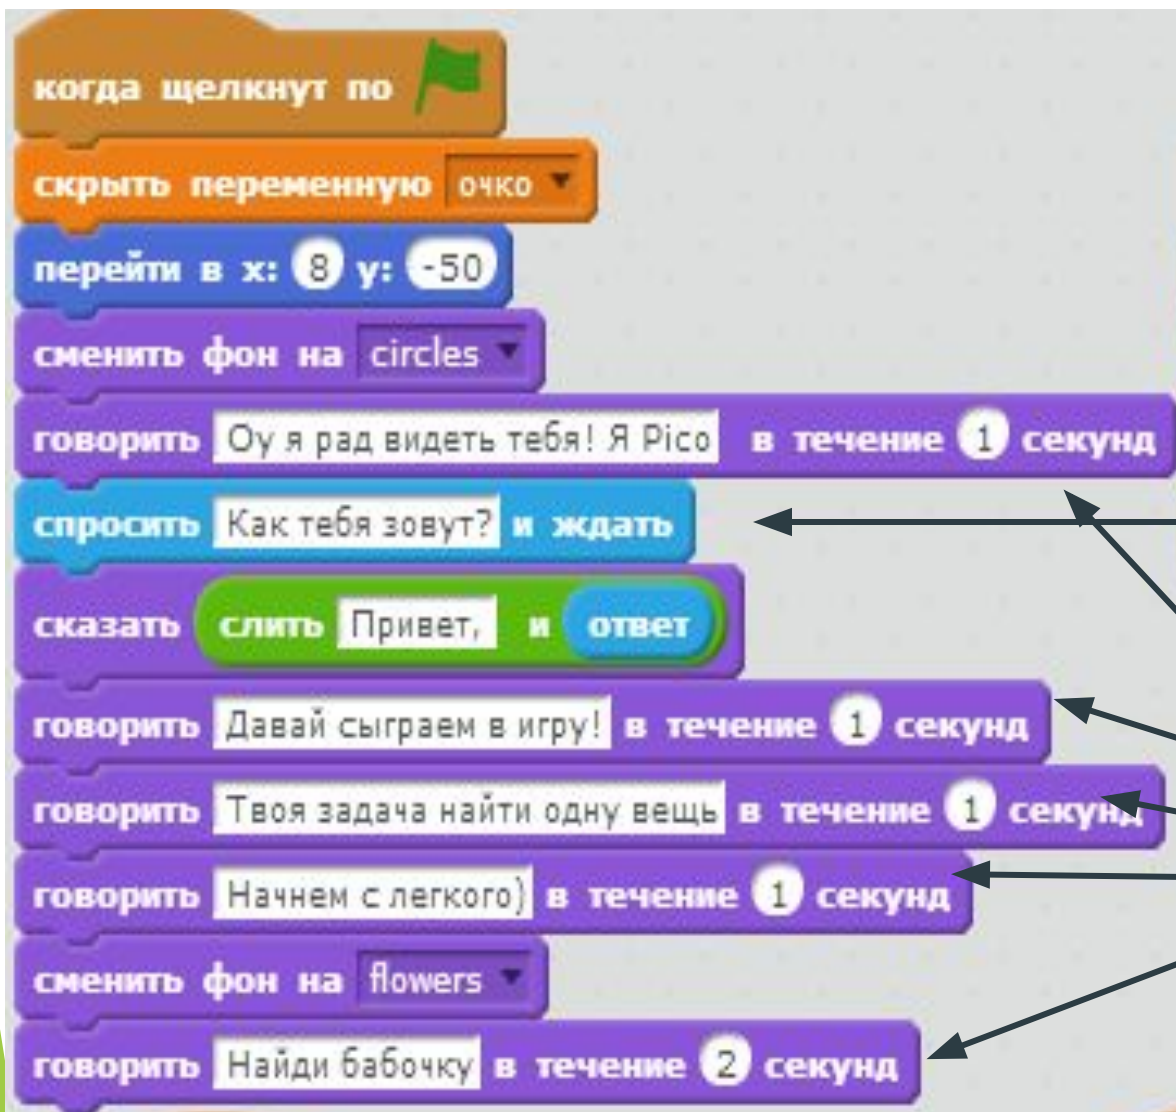 когда щелкнут по
скрыть переменную очко
перейти в x: 8 y: -50
сменить фон на circles
говорить Оу я рад видеть тебя! Я Pico в течение 1 секунд
спросить Как тебя зовут? и ждать
сказать слить Привет, и ответ
говорить Давай сыграем в игру! в течение 1 секунд
говорить Твоя задача найти одну вещь в течение 1 секунд
говорить Начнем с легкого) в течение 1 секунд
сменить фон на flowers
говорить Найди бабочку в течение 2 секунд